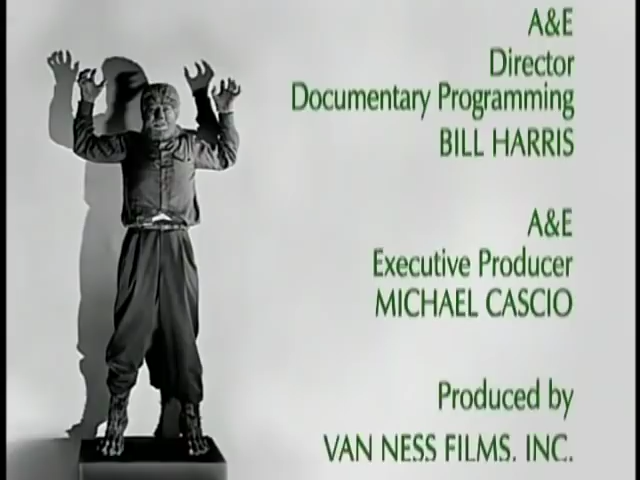 A&E
Director
Documentary Programming
BILL HARRIS
A&E
Executive Producer
MICHAEL CASCIO
Produced by
VAN NESS FILMS, INC.